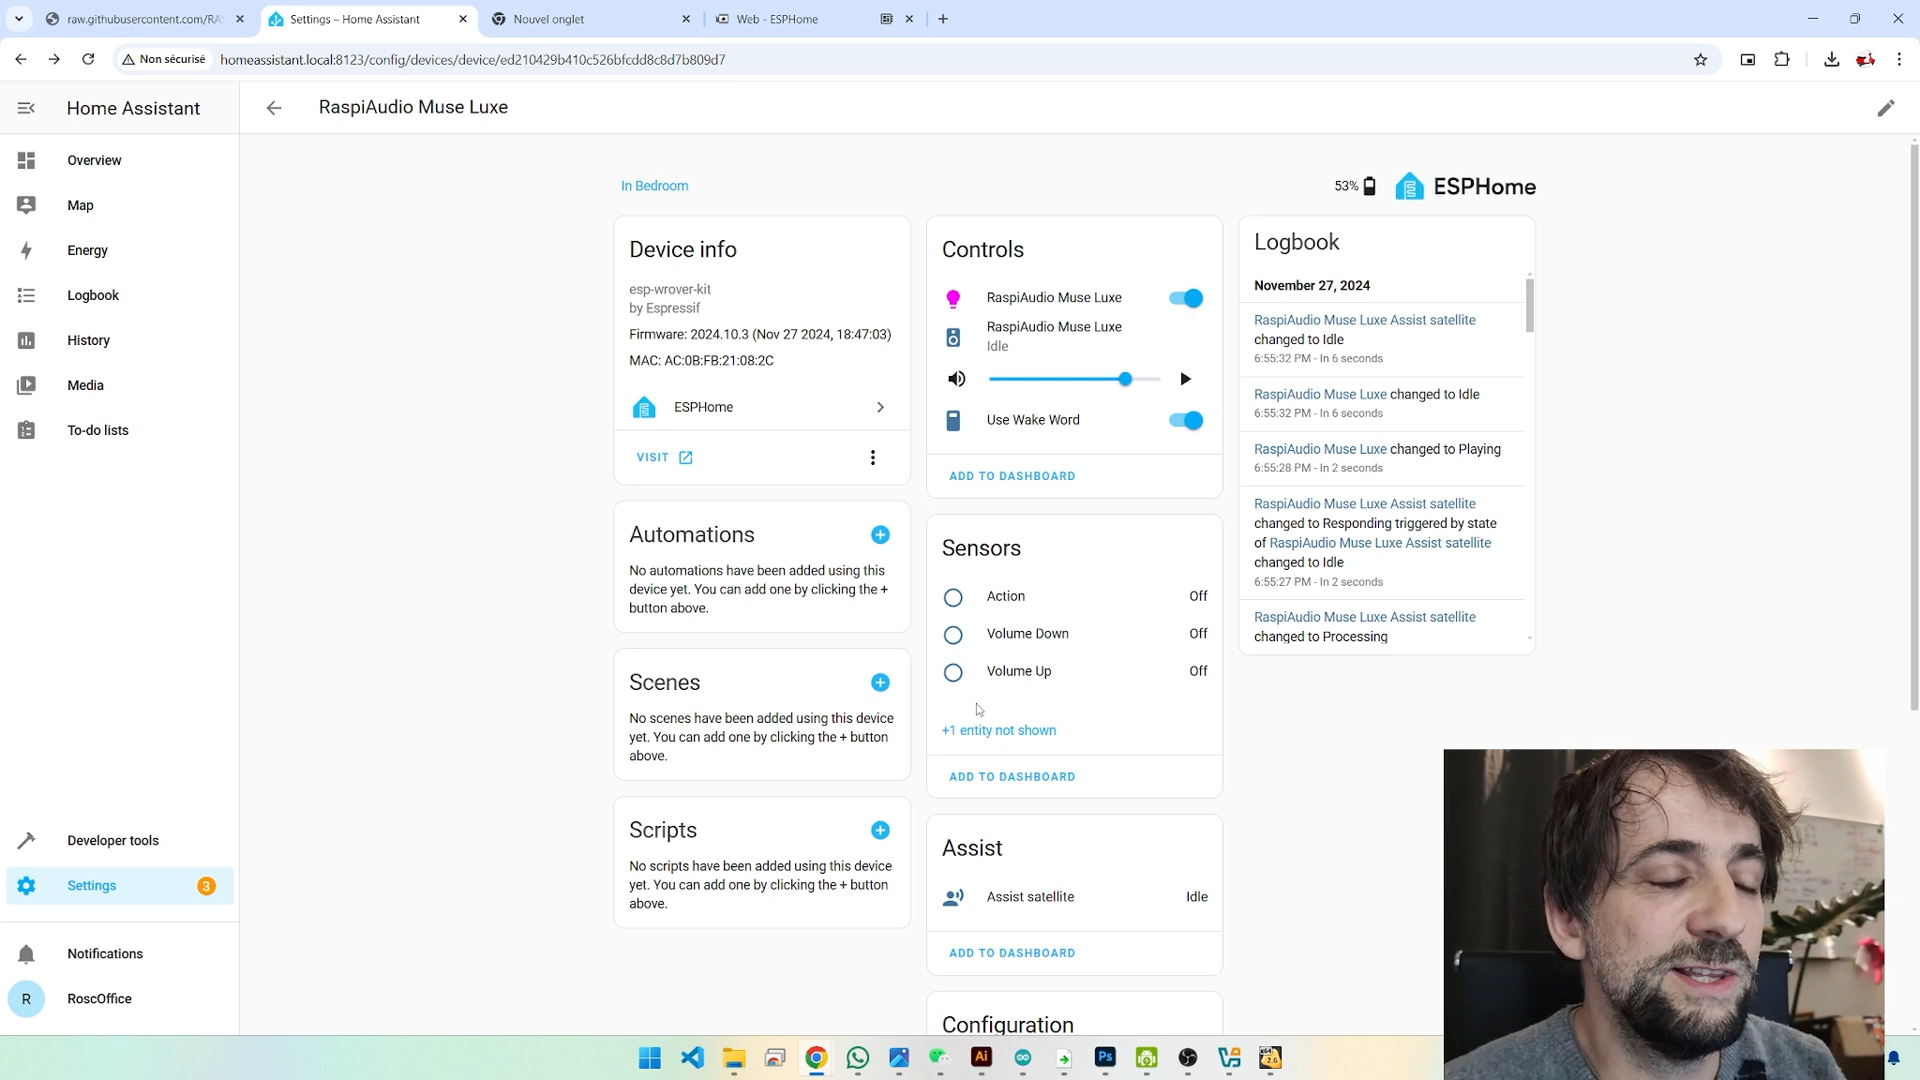 raw.githubusercontent.com/RA
Settings – Home Assistant
Nouvel onglet
Web - ESPHome
Non sécurisé
homeassistant.local:8123/config/devices/device/ed210429b410c526bfcdd8c8d7b809d7
Home Assistant
RaspiAudio Muse Luxe
Overview
Map
Energy
Logbook
History
Media
To-do lists
Developer tools
Settings
3
Notifications
R
RoscOffice
In Bedroom
53%
ESPHome
Device info
esp-wrover-kit
by Espressif
Firmware: 2024.10.3 (Nov 27 2024, 18:47:03)
MAC: AC:0B:FB:21:08:2C
ESPHome
VISIT
Automations
No automations have been added using this
device yet. You can add one by clicking the +
button above.
Scenes
No scenes have been added using this device
yet. You can add one by clicking the + button
above.
Scripts
No scripts have been added using this device
yet. You can add one by clicking the + button
above.
Controls
RaspiAudio Muse Luxe
RaspiAudio Muse Luxe
Idle
Use Wake Word
ADD TO DASHBOARD
Sensors
Action Off
Volume Down Off
Volume Up Off
+1 entity not shown
ADD TO DASHBOARD
Assist
Assist satellite Idle
ADD TO DASHBOARD
Configuration
Logbook
November 27, 2024
RaspiAudio Muse Luxe Assist satellite
changed to Idle
6:55:32 PM - In 6 seconds
RaspiAudio Muse Luxe changed to Idle
6:55:32 PM - In 6 seconds
RaspiAudio Muse Luxe changed to Playing
6:55:28 PM - In 2 seconds
RaspiAudio Muse Luxe Assist satellite
changed to Responding triggered by state
of RaspiAudio Muse Luxe Assist satellite
changed to Idle
6:55:27 PM - In 2 seconds
RaspiAudio Muse Luxe Assist satellite
changed to Processing
Ai
Ps
X64
2.6